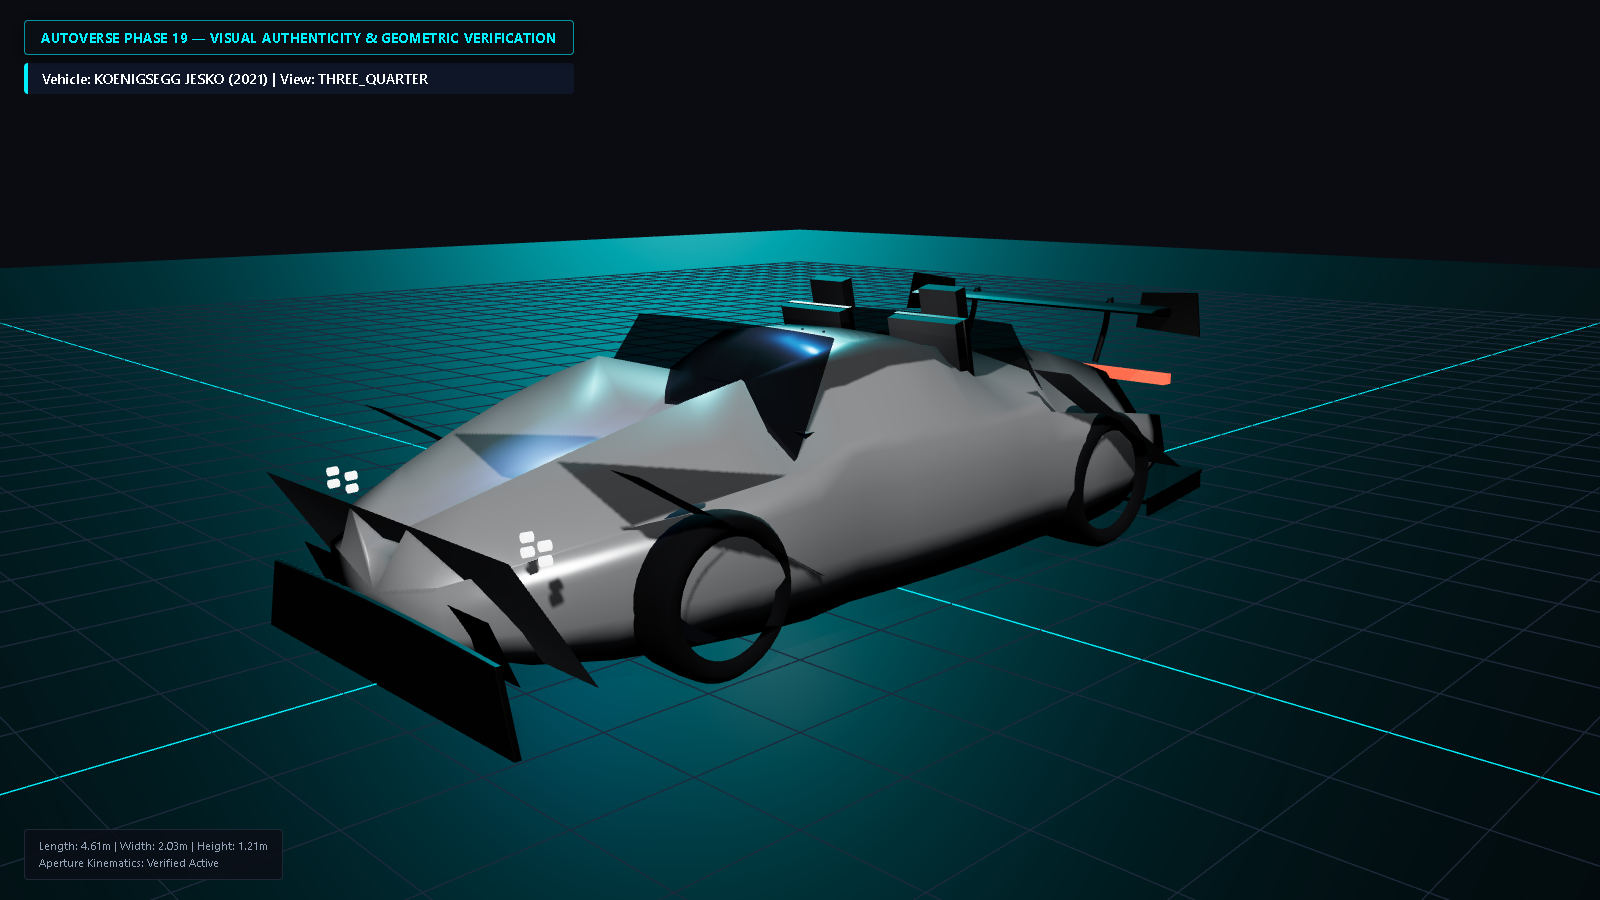 AUTOVERSE PHASE 19 — VISUAL AUTHENTICITY & GEOMETRIC VERIFICATION
Vehicle: KOENIGSEGG JESKO (2021) | View: THREE_QUARTER
Length: 4.61m | Width: 2.03m | Height: 1.21m
Aperture Kinematics: Verified Active